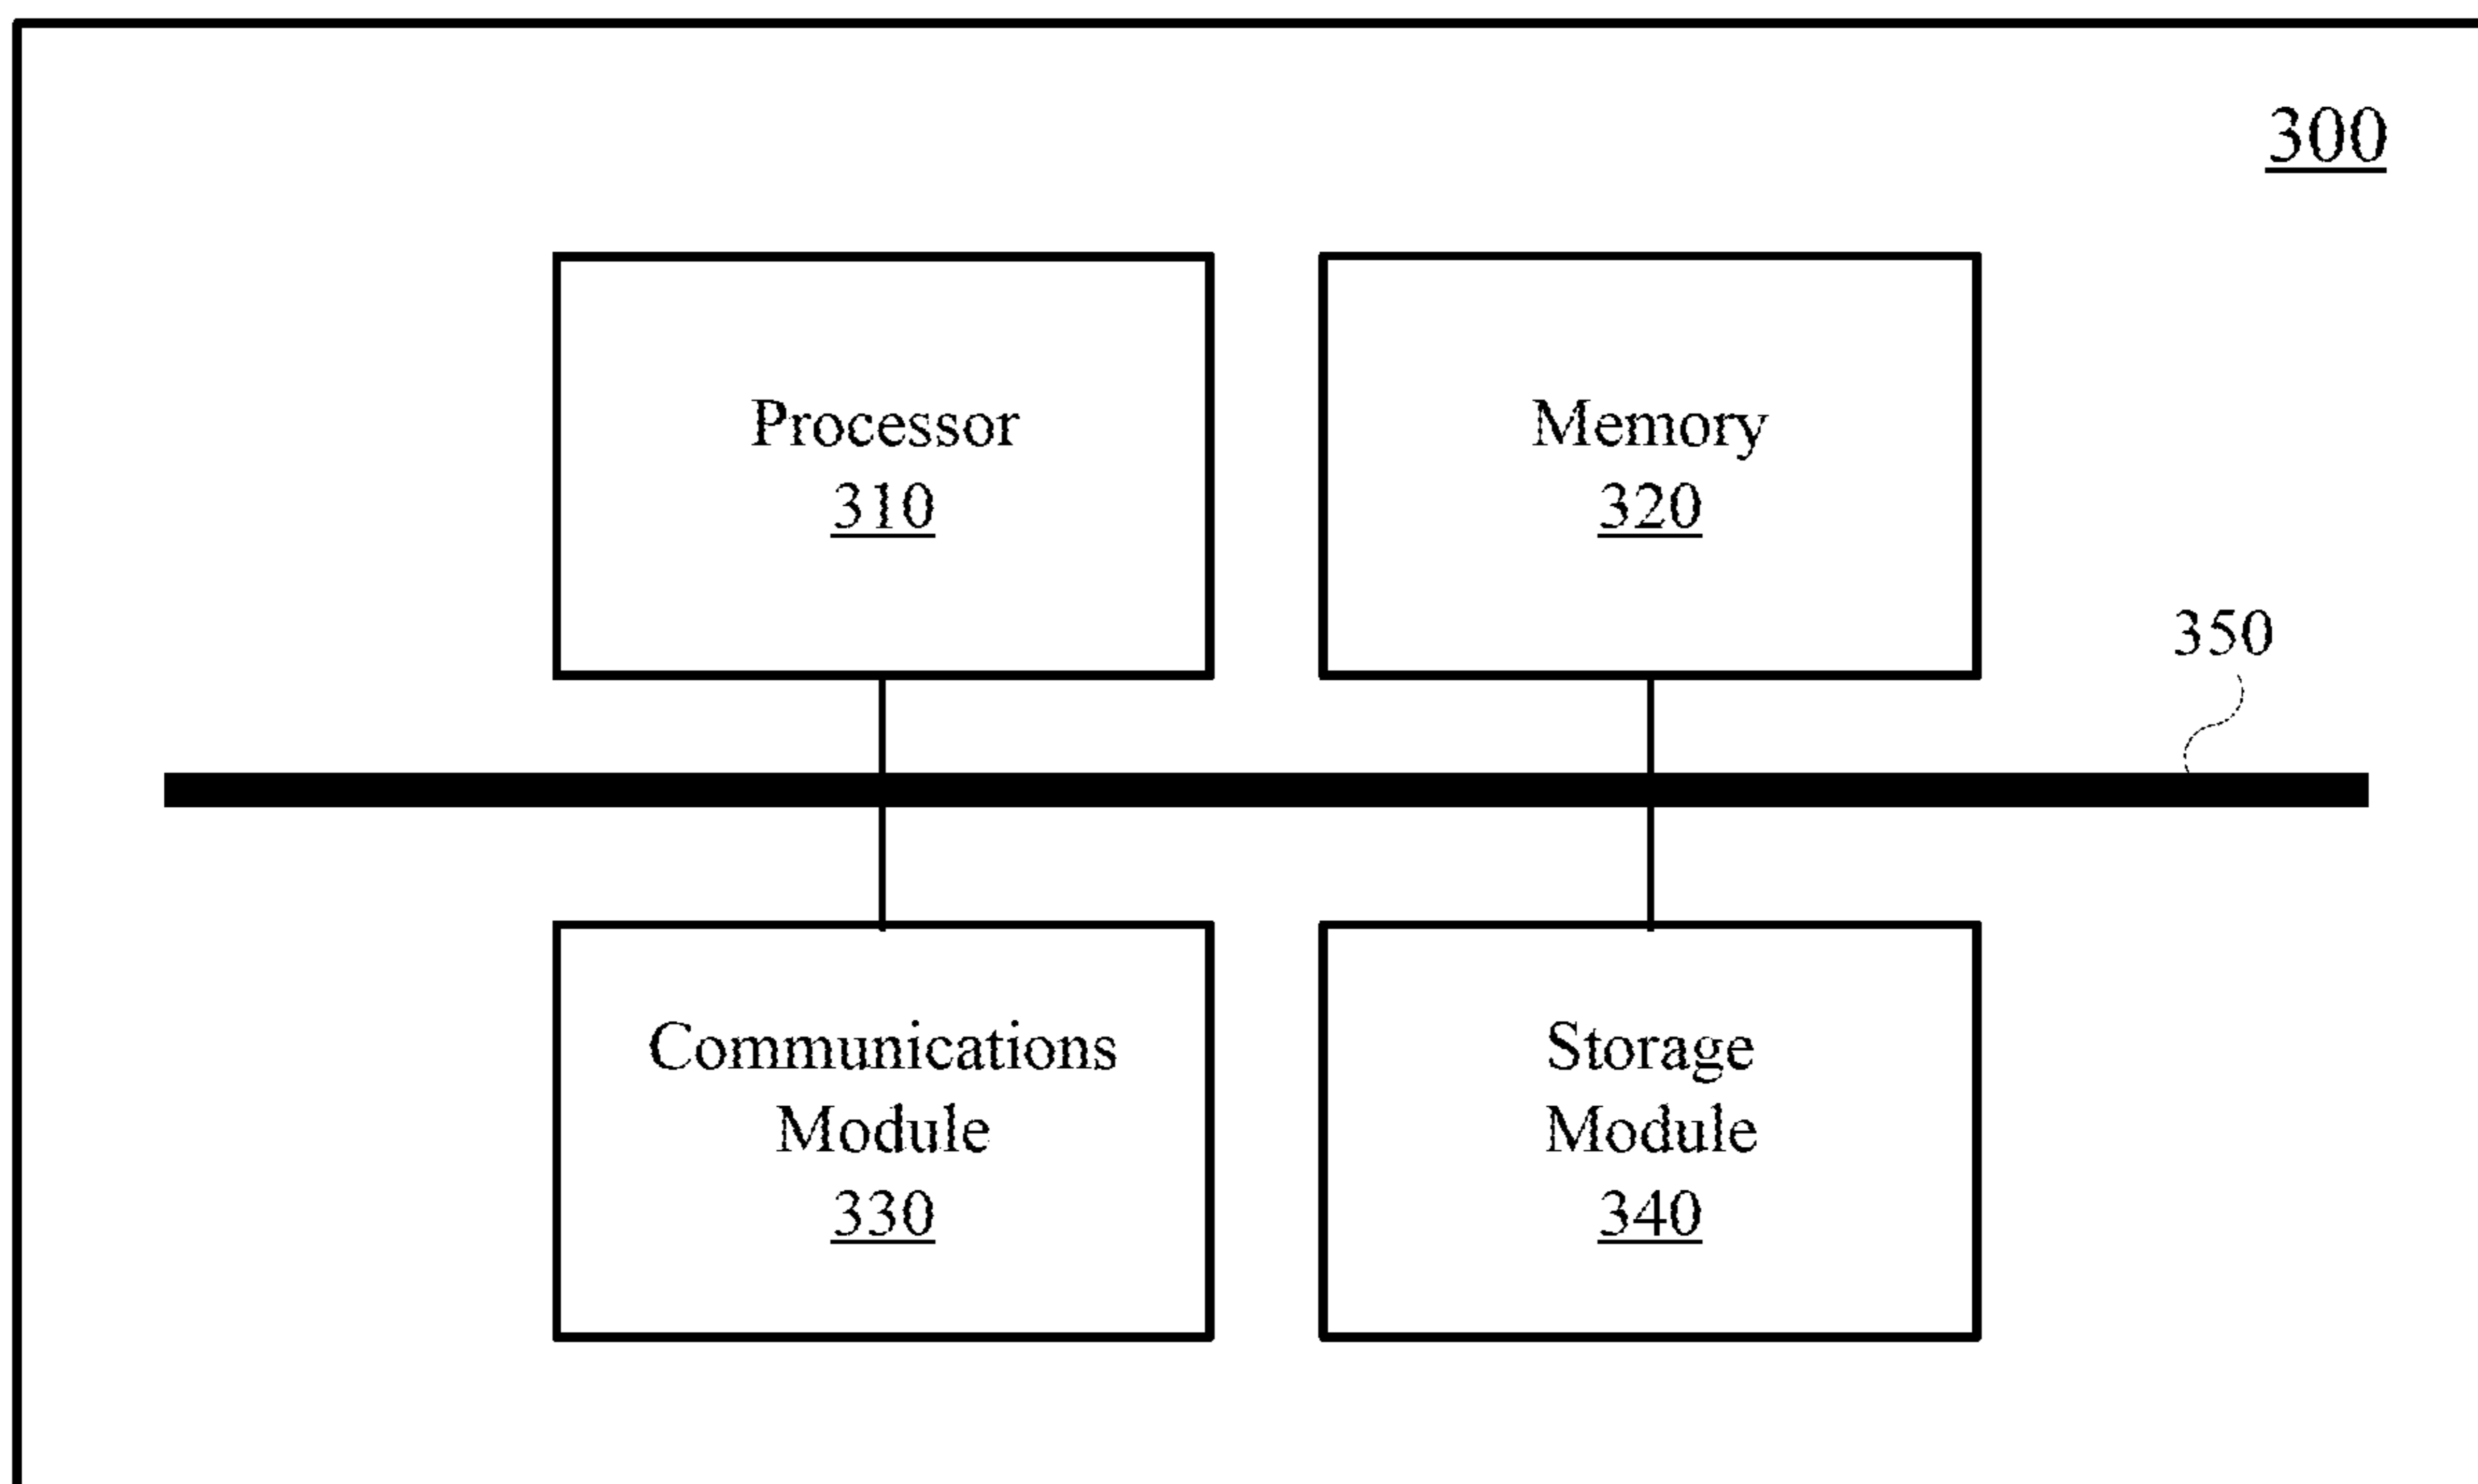 300
Processor
310
Memory
320
350
Communications
Module
330
Storage
Module
340